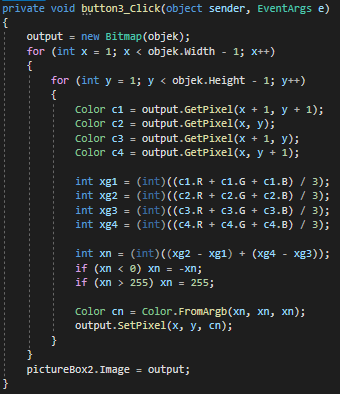 private void button3_Click(object sender, EventArgs e)
{
    output = new Bitmap(objek);
    for (int x = 1; x < objek.Width - 1; x++)
    {
        for (int y = 1; y < objek.Height - 1; y++)
        {
            Color c1 = output.GetPixel(x + 1, y + 1);
            Color c2 = output.GetPixel(x, y);
            Color c3 = output.GetPixel(x + 1, y);
            Color c4 = output.GetPixel(x, y + 1);

            int xg1 = (int)((c1.R + c1.G + c1.B) / 3);
            int xg2 = (int)((c2.R + c2.G + c2.B) / 3);
            int xg3 = (int)((c3.R + c3.G + c3.B) / 3);
            int xg4 = (int)((c4.R + c4.G + c4.B) / 3);

            int xn = (int)((xg2 - xg1) + (xg4 - xg3));
            if (xn < 0) xn = -xn;
            if (xn > 255) xn = 255;

            Color cn = Color.FromArgb(xn, xn, xn);
            output.SetPixel(x, y, cn);
        }
    }
    pictureBox2.Image = output;
}